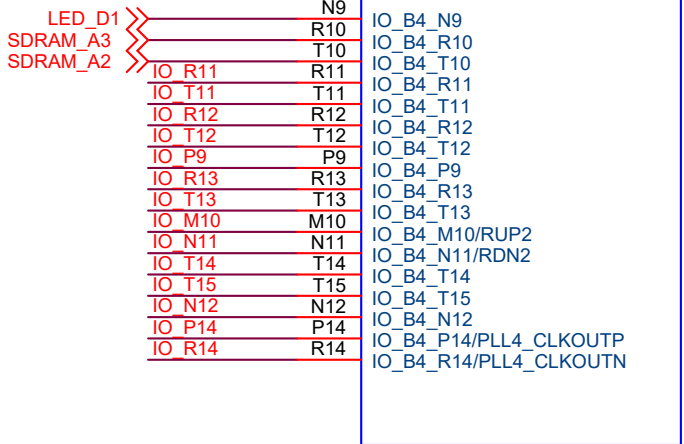 LED_D1 N9 IO_B4_N9
SDRAM_A3 R10 IO_B4_R10
SDRAM_A2 T10 IO_B4_T10
IO_R11 R11 IO_B4_R11
IO_T11 T11 IO_B4_T11
IO_R12 R12 IO_B4_R12
IO_T12 T12 IO_B4_T12
IO_P9 P9 IO_B4_P9
IO_R13 R13 IO_B4_R13
IO_T13 T13 IO_B4_T13
IO_M10 M10 IO_B4_M10/RUP2
IO_N11 N11 IO_B4_N11/RDN2
IO_T14 T14 IO_B4_T14
IO_T15 T15 IO_B4_T15
IO_N12 N12 IO_B4_N12
IO_P14 P14 IO_B4_P14/PLL4_CLKOUTP
IO_R14 R14 IO_B4_R14/PLL4_CLKOUTN